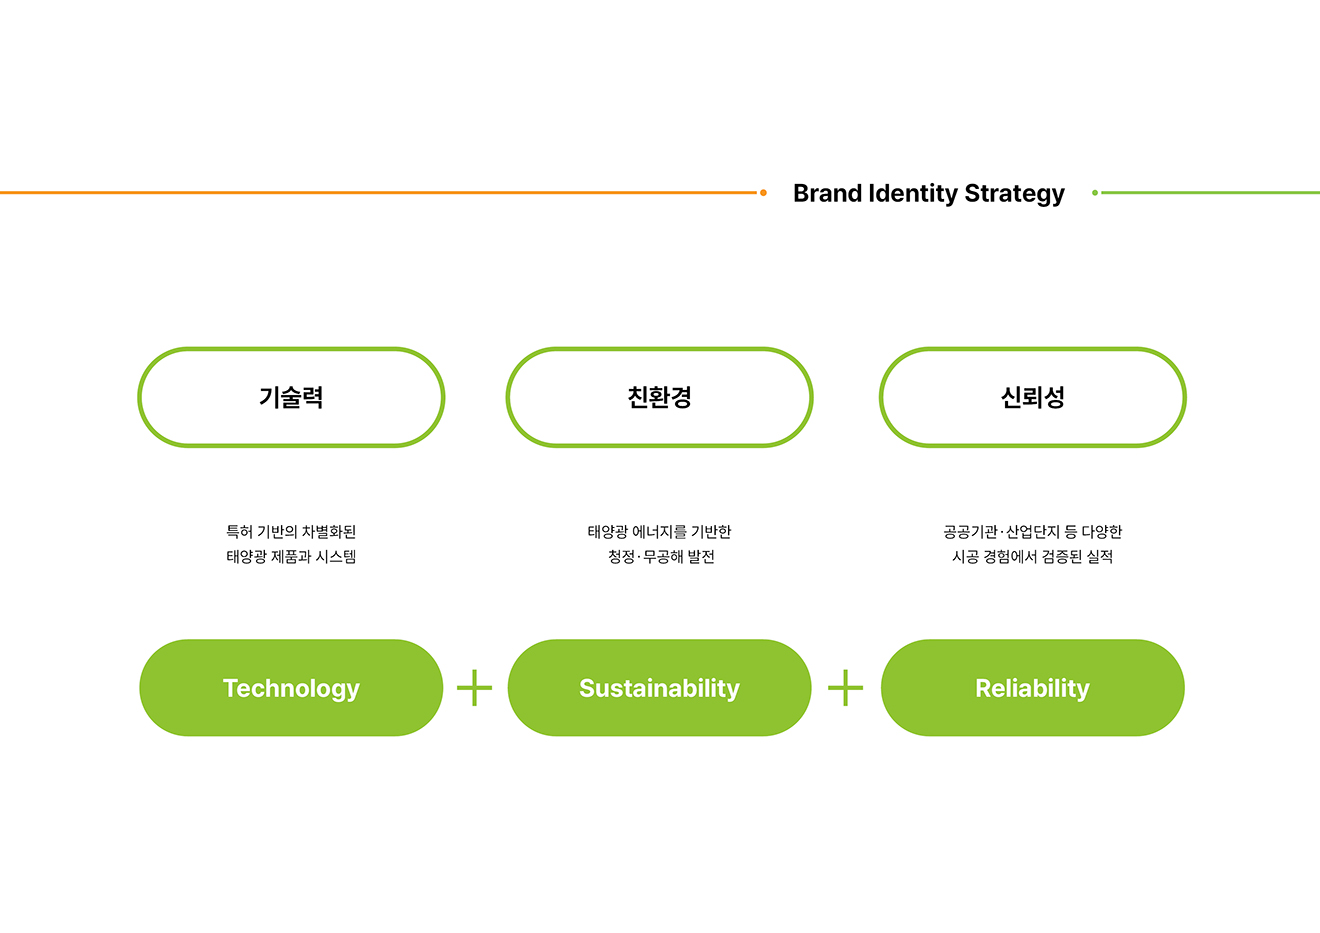 Brand Identity Strategy
기술력
친환경
신뢰성
특허 기반의 차별화된
태양광 제품과 시스템
태양광 에너지를 기반한
청정·무공해 발전
공공기관·산업단지 등 다양한
시공 경험에서 검증된 실적
Technology + Sustainability + Reliability